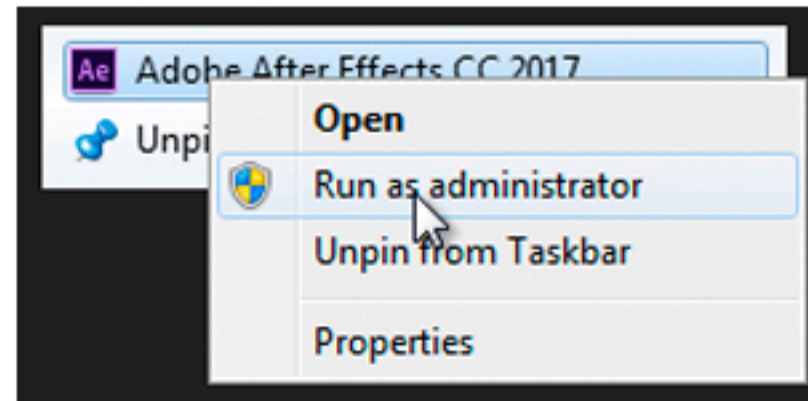 Ae Adobe After Effects CC 2017
Unpi
Open
Run as administrator
Unpin from Taskbar
Properties